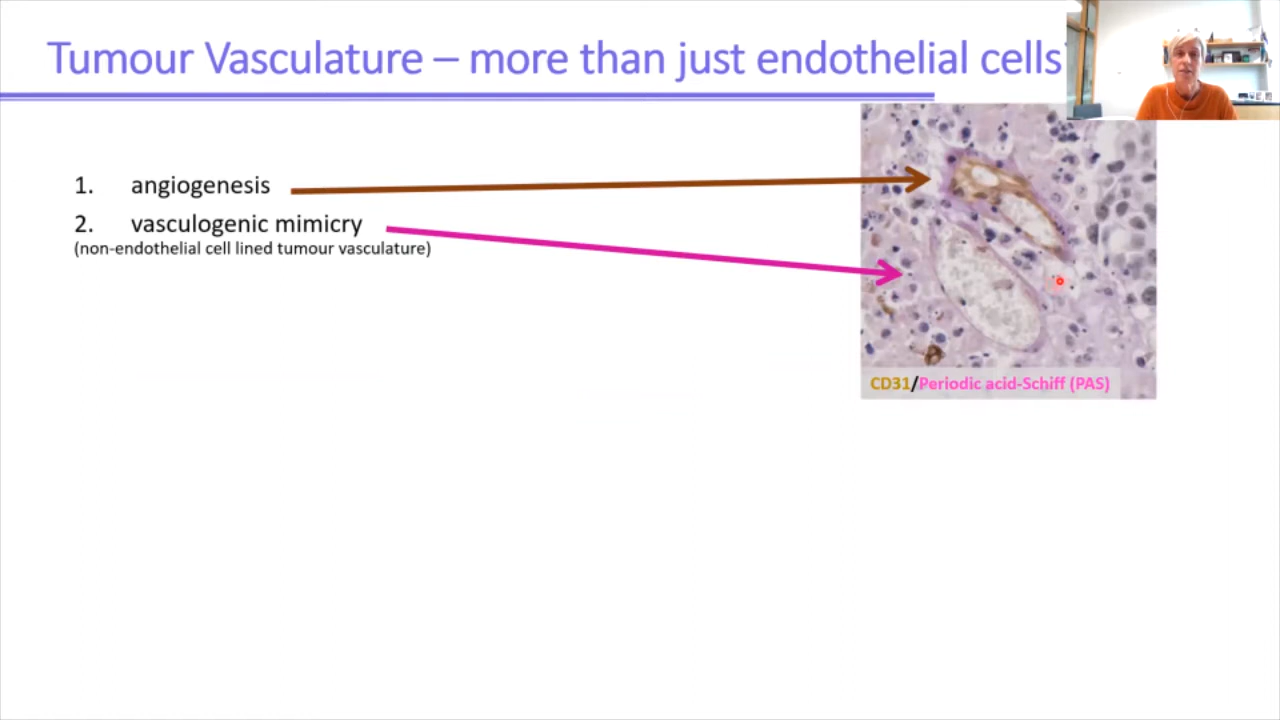 Tumour Vasculature – more than just endothelial cells
1. angiogenesis
2. vasculogenic mimicry
(non-endothelial cell lined tumour vasculature)
CD31/Periodic acid-Schiff (PAS)